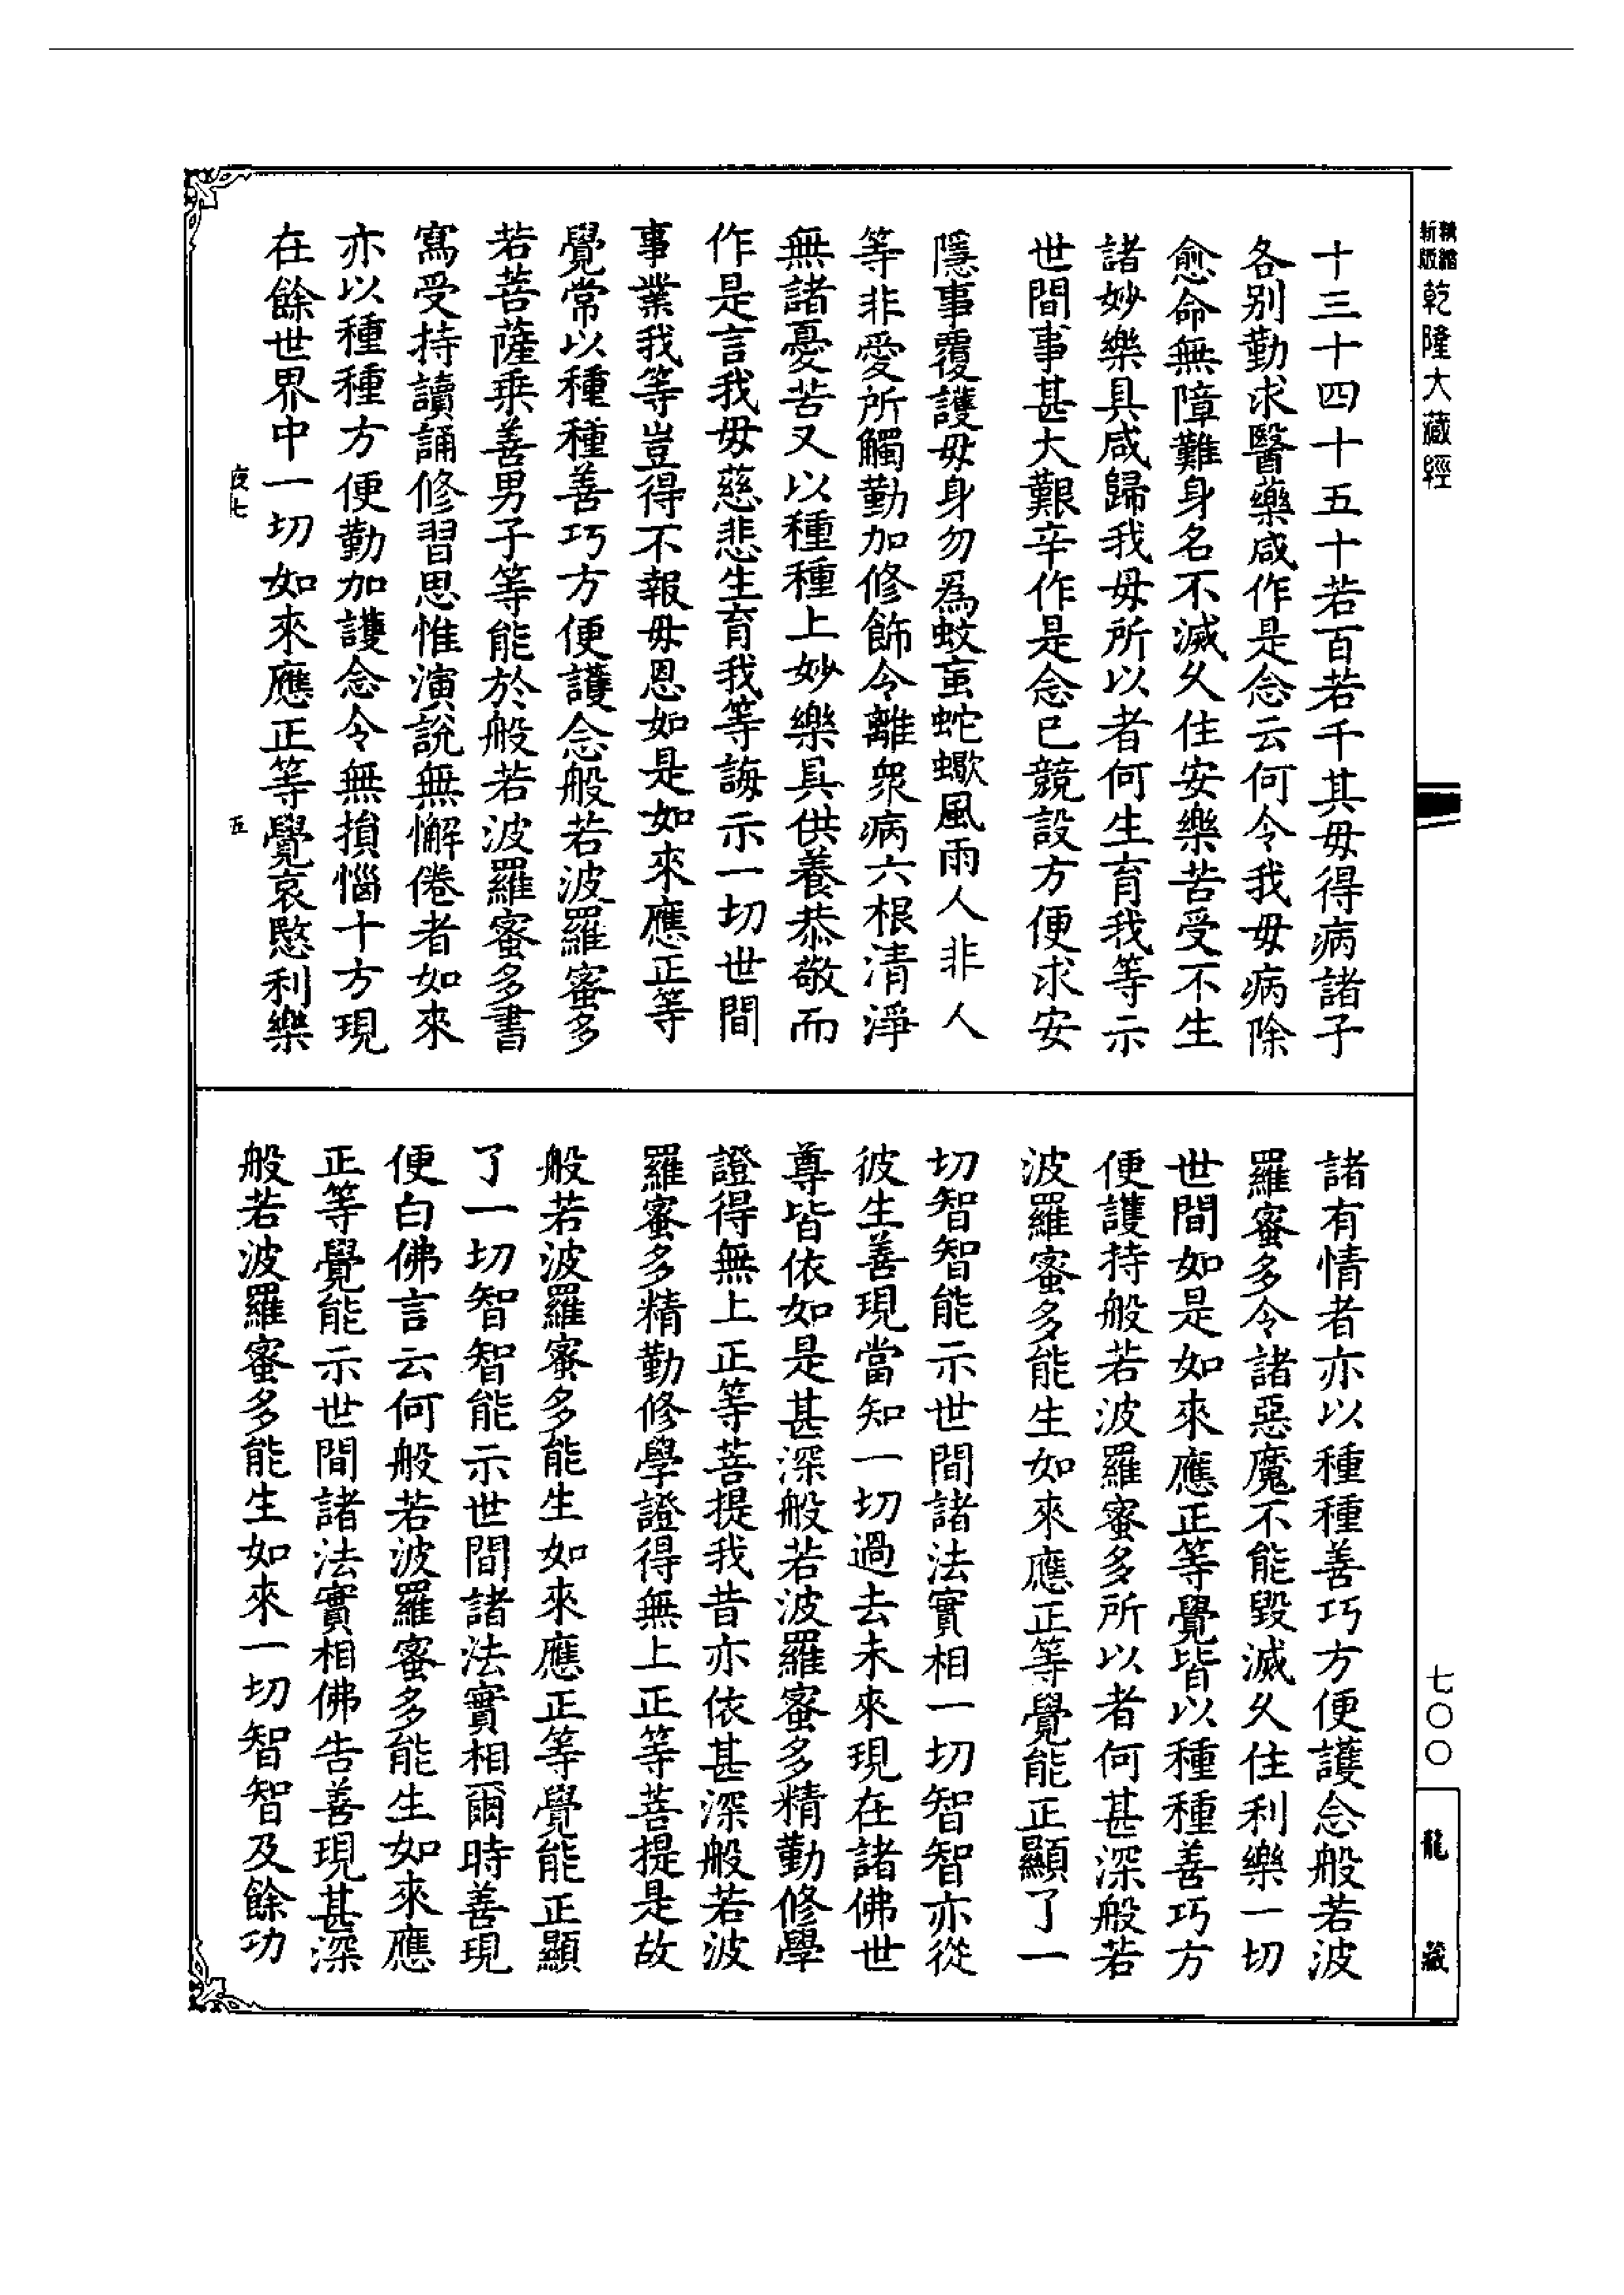 精縮新版乾隆大藏經
十三十四十五十若百若千其毋得病諸子
各别勤求醫藥咸作是念云何令我毋病除
愈命無障難身名不滅久住安樂苦受不生
諸妙樂具咸歸我毋所以者何生育我等示
世間事甚大艱辛作是念已競設方便求安
隱事覆護毋身勿爲蚊䖟蛇蠍風雨人非人
等非愛所觸勤加修飾令離衆病六根清淨
無諸憂苦又以種種上妙樂具供養恭敬而
作是言我毋慈悲生育我等誨示一切世間
事業我等豈得不報毋恩如是如來應正等
覺常以種種善巧方便護念般若波羅蜜多
若菩薩乗善男子等能於般若波羅蜜多書
寫受持讀誦修習思惟演說無懈倦者如來
亦以種種方便勤加護念令無損惱十方現
在餘世界中一切如來應正等覺哀愍利樂
夜七
五
諸有情者亦以種種善巧方便護念般若波
羅蜜多令諸惡魔不能毀滅久住利樂一切
世間如是如來應正等覺皆以種種善巧方
便護持般若波羅蜜多所以者何甚深般若
波羅蜜多能生如來應正等覺能正顯了一
切智智能示世間諸法實相一切智智亦從
彼生善現當知一切過去未來現在諸佛世
尊皆依如是甚深般若波羅蜜多精勤修學
證得無上正等菩提我昔亦依甚深般若波
羅蜜多精勤修學證得無上正等菩提是故
般若波羅蜜多能生如來應正等覺能正顯
了一切智智能示世間諸法實相爾時善現
便白佛言云何般若波羅蜜多能生如來應
正等覺能示世間諸法實相佛告善現甚深
般若波羅蜜多能生如來一切智智及餘功
七〇〇
龍藏